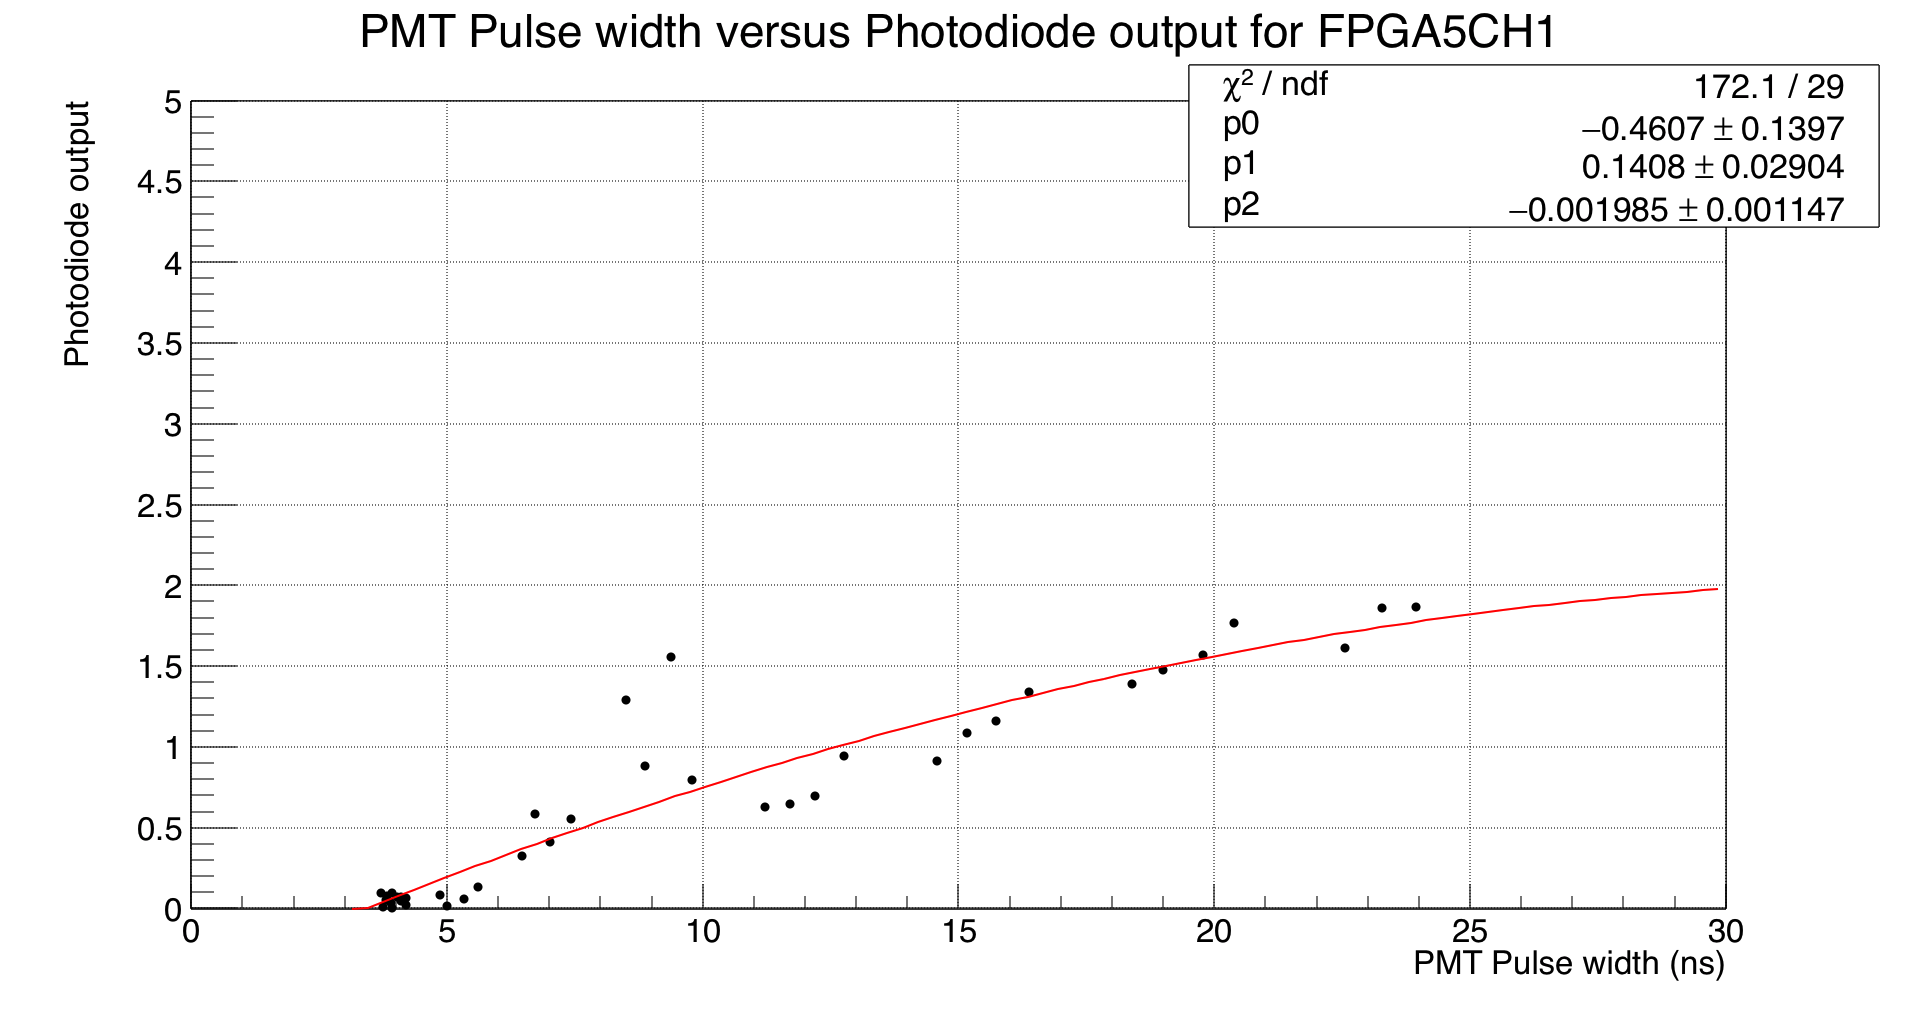 PMT Pulse width versus Photodiode output for FPGA5CH1
χ² / ndf 172.1 / 29
p0 −0.4607 ± 0.1397
p1 0.1408 ± 0.02904
p2 −0.001985 ± 0.001147
Photodiode output
5
4.5
4
3.5
3
2.5
2
1.5
1
0.5
0
0 5 10 15 20 25 30
PMT Pulse width (ns)